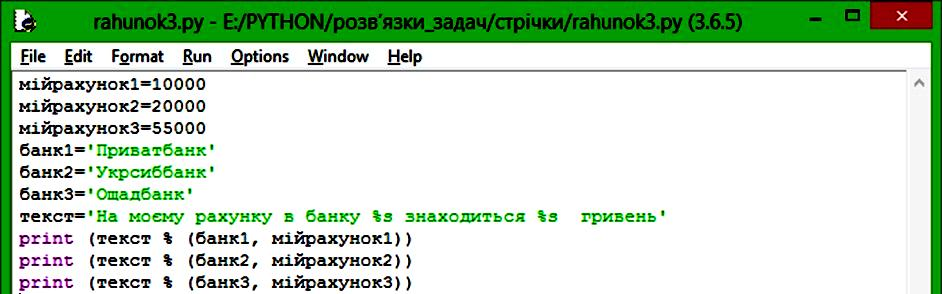 rahunok3.py - E:/PYTHON/розв'язки_задач/стрічки/rahunok3.py (3.6.5)
File Edit Format Run Options Window Help
мійрахунок1=10000
мійрахунок2=20000
мійрахунок3=55000
банк1='Приватбанк'
банк2='Укрсиббанк'
банк3='Ощадбанк'
текст='На моєму рахунку в банку %s знаходиться %s  гривень'
print (текст % (банк1, мійрахунок1))
print (текст % (банк2, мійрахунок2))
print (текст % (банк3, мійрахунок3))